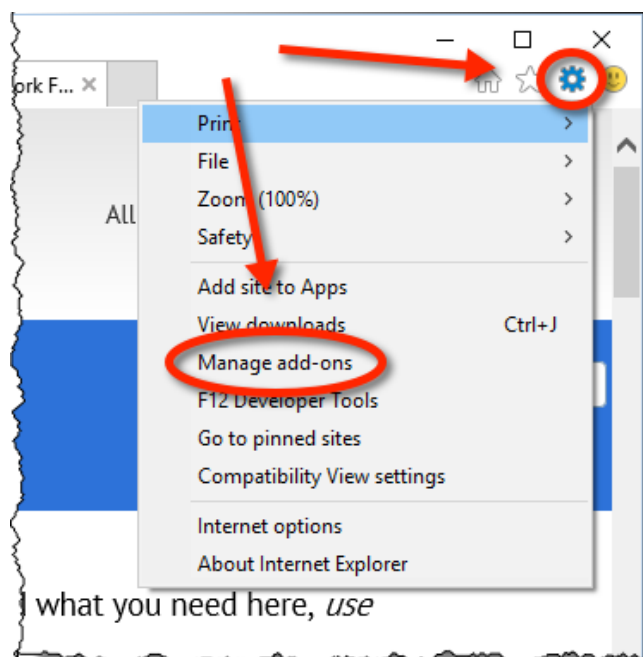 ork F...
All
Print
File
Zoom (100%)
Safety
Add site to Apps
View downloads Ctrl+J
Manage add-ons
F12 Developer Tools
Go to pinned sites
Compatibility View settings
Internet options
About Internet Explorer
what you need here, use